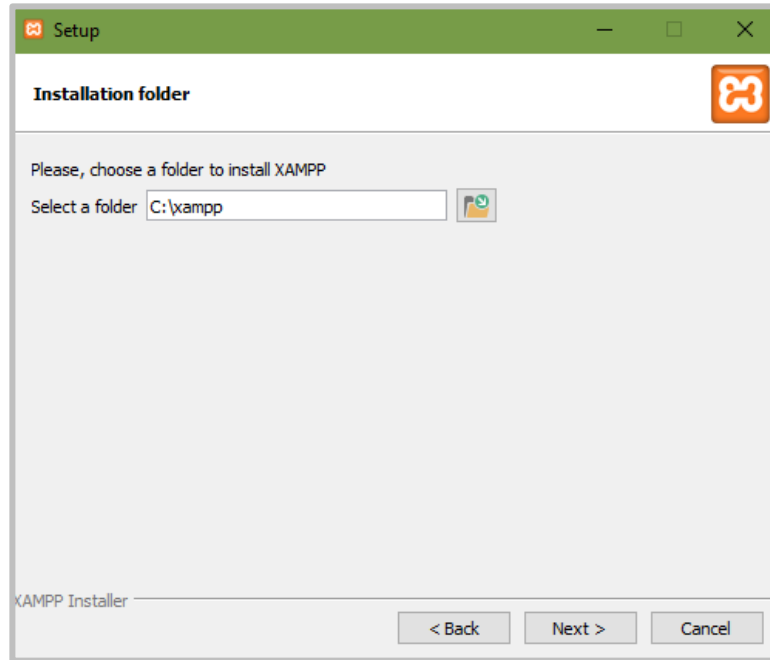 Setup
Installation folder
Please, choose a folder to install XAMPP
Select a folder C:\xampp
XAMPP Installer
< Back Next > Cancel